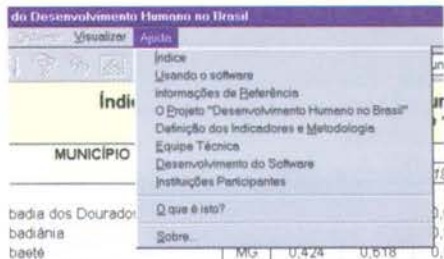 do Desenvolvimento Humano no Brasil
Visualizar Ajuda
Índice
Usando o software
Informações de Referência
O Projeto "Desenvolvimento Humano no Brasil"
Definição dos Indicadores e Metodologia
Equipe Técnica
Desenvolvimento do Software
Instituições Participantes
O que é isto?
Sobre...
Índi
MUNICÍPIO
badia dos Dourados
badiânia
baeté MG 0,424 0,618